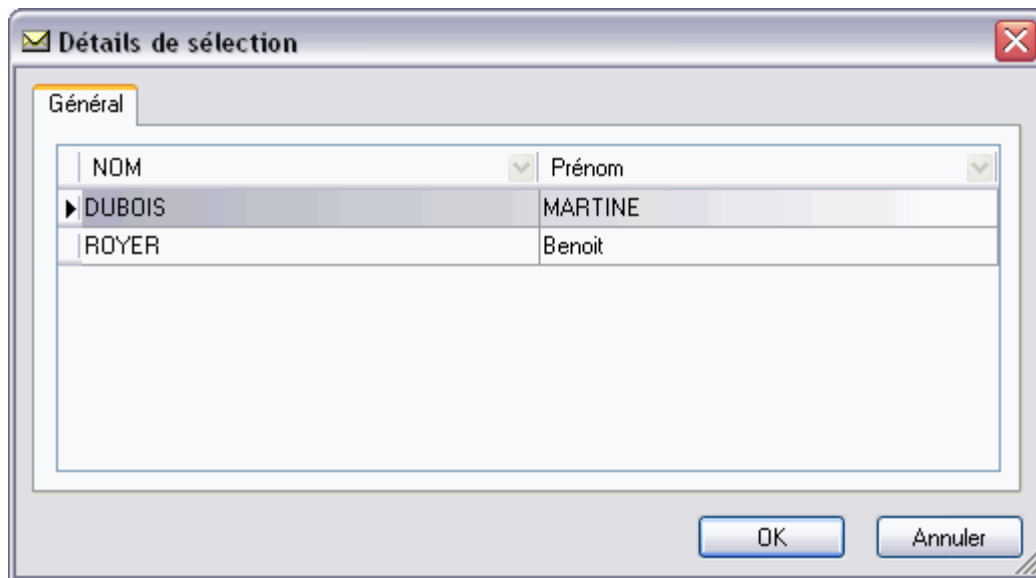 Détails de sélection
Général
NOM Prénom
DUBOIS MARTINE
ROYER Benoit
OK Annuler